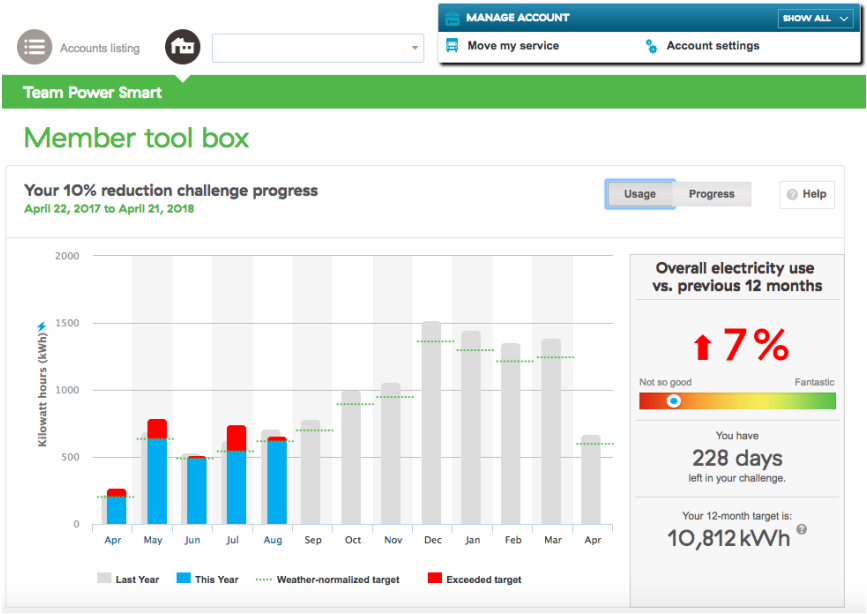 MANAGE ACCOUNT
SHOW ALL
Accounts listing
Move my service
Account settings
Team Power Smart
Member tool box
Your 10% reduction challenge progress
April 22, 2017 to April 21, 2018
Usage
Progress
? Help
2000
1500
1000
500
0
Kilowatt hours (kWh)
Apr May Jun Jul Aug Sep Oct Nov Dec Jan Feb Mar Apr
Last Year This Year Weather-normalized target Exceeded target
Overall electricity use
vs. previous 12 months
7%
Not so good Fantastic
You have
228 days
left in your challenge.
Your 12-month target is:
10,812 kWh ?